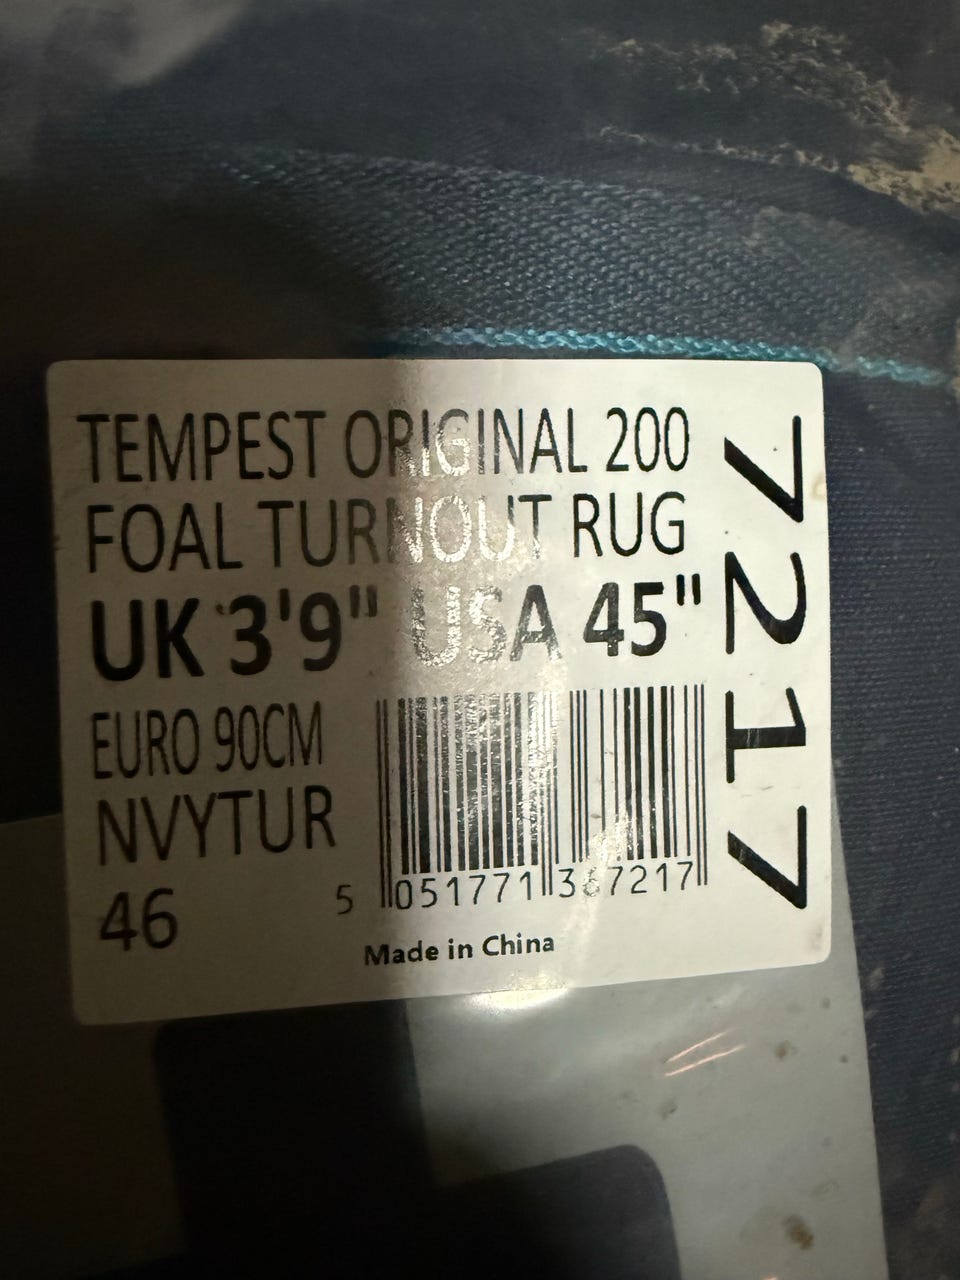 TEMPEST ORIGINAL 200
FOAL TURNOUT RUG
UK 3'9" USA 45"
EURO 90CM
NVYTUR
46
5 051771 367217
Made in China
7217